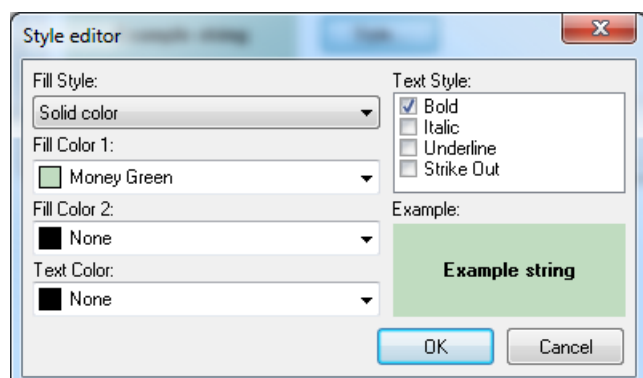 Style editor
Fill Style:
Solid color
Fill Color 1:
Money Green
Fill Color 2:
None
Text Color:
None
Text Style:
Bold
Italic
Underline
Strike Out
Example:
Example string
OK
Cancel